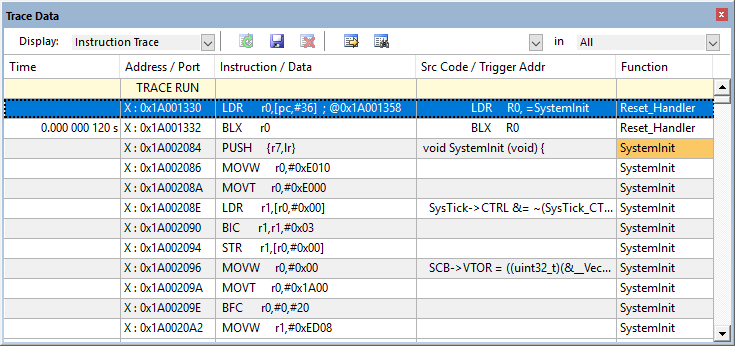 Trace Data
Display: Instruction Trace in All
Time Address / Port Instruction / Data Src Code / Trigger Addr Function
TRACE RUN
X : 0x1A001330 LDR r0,[pc,#36] ; @0x1A001358 LDR R0, =SystemInit Reset_Handler
0.000 000 120 s X : 0x1A001332 BLX r0 BLX R0 Reset_Handler
X : 0x1A002084 PUSH {r7,lr} void SystemInit (void) { SystemInit
X : 0x1A002086 MOVW r0,#0xE010 SystemInit
X : 0x1A00208A MOVT r0,#0xE000 SystemInit
X : 0x1A00208E LDR r1,[r0,#0x00] SysTick->CTRL &= ~(SysTick_CT... SystemInit
X : 0x1A002090 BIC r1,r1,#0x03 SystemInit
X : 0x1A002094 STR r1,[r0,#0x00] SystemInit
X : 0x1A002096 MOVW r0,#0x00 SCB->VTOR = ((uint32_t)(&__Vec... SystemInit
X : 0x1A00209A MOVT r0,#0x1A00 SystemInit
X : 0x1A00209E BFC r0,#0,#20 SystemInit
X : 0x1A0020A2 MOVW r1,#0xED08 SystemInit